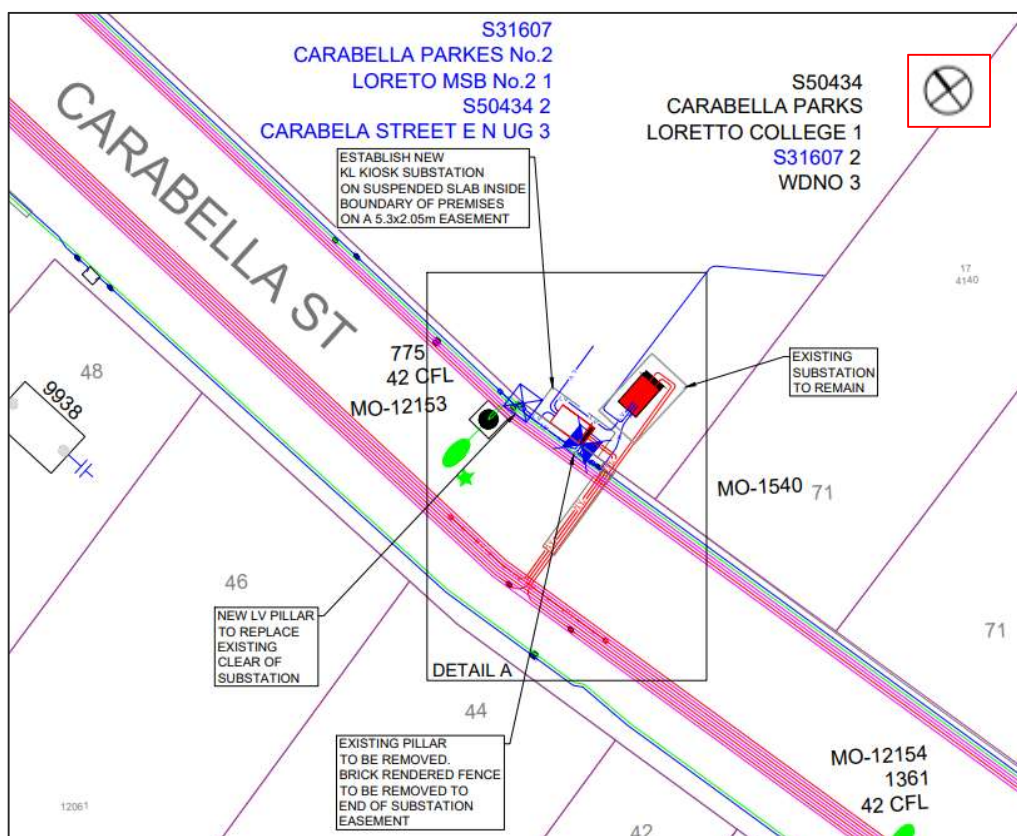 S31607
CARABELLA PARKES No.2
LORETO MSB No.2 1
S50434 2
CARABELA STREET E N UG 3
S50434
CARABELLA PARKS
LORETTO COLLEGE 1
S31607 2
WDNO 3
CARABELLA ST
ESTABLISH NEW
KL KIOSK SUBSTATION
ON SUSPENDED SLAB INSIDE
BOUNDARY OF PREMISES
ON A 5.3x2.05m EASEMENT
17
4140
775
42 CFL
MO-12153
EXISTING
SUBSTATION
TO REMAIN
48
9938
MO-1540
71
46
NEW LV PILLAR
TO REPLACE
EXISTING
CLEAR OF
SUBSTATION
71
DETAIL A
44
EXISTING PILLAR
TO BE REMOVED.
BRICK RENDERED FENCE
TO BE REMOVED TO
END OF SUBSTATION
EASEMENT
MO-12154
1361
42 CFL
12061
42